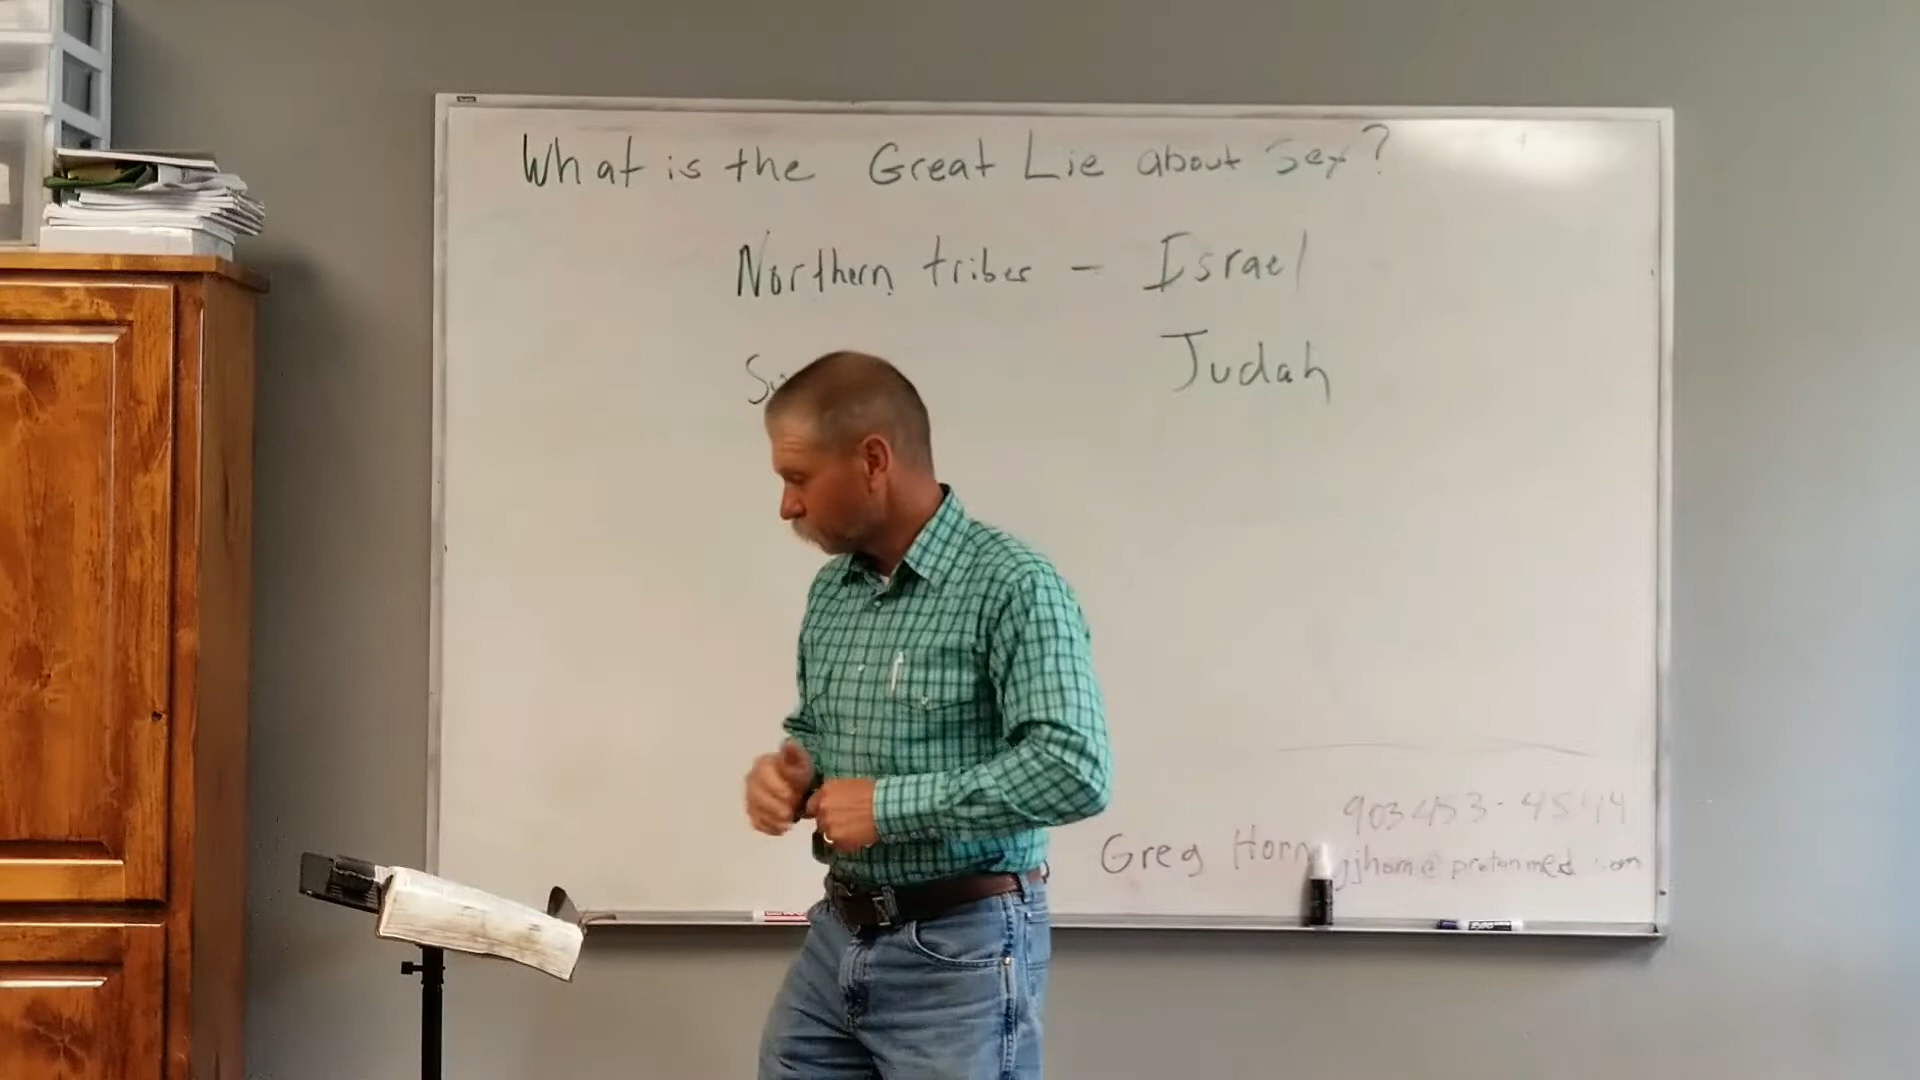 What is the Great Lie about Sex?
Northern tribes - Israel
Judah
903 453-4544
Greg Horn